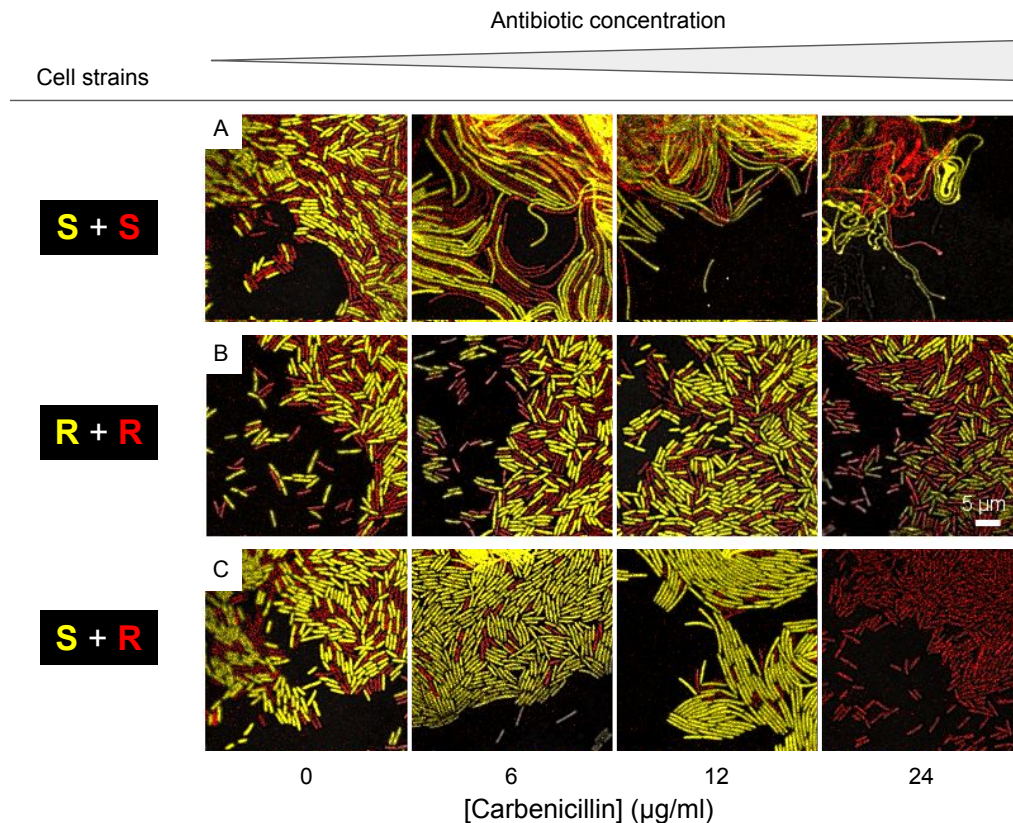 Antibiotic concentration
Cell strains
A
S + S
B
R + R
5 µm
C
S + R
0 6 12 24
[Carbenicillin] (µg/ml)